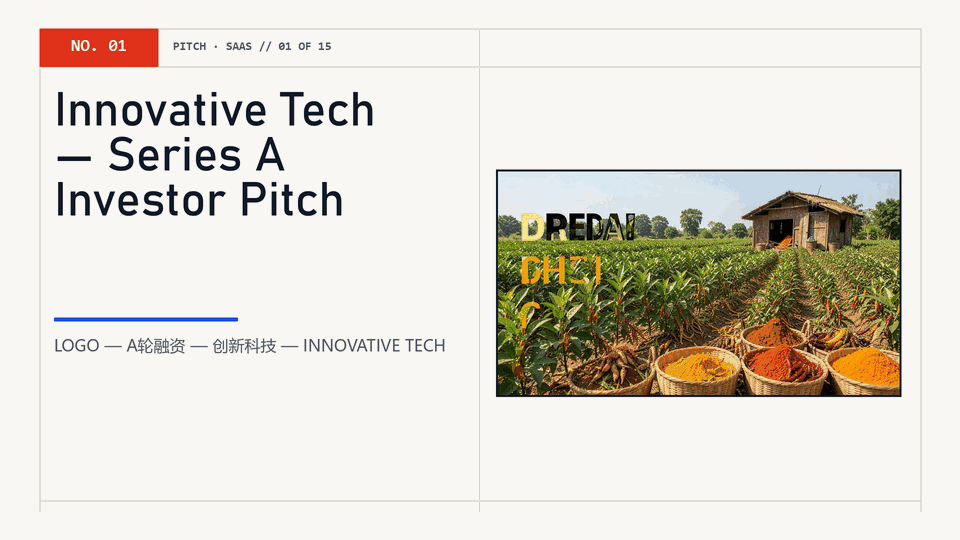 NO. 01
PITCH · SAAS // 01 OF 15
Innovative Tech
— Series A
Investor Pitch
LOGO — A轮融资 — 创新科技 — INNOVATIVE TECH